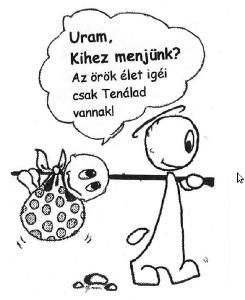 Uram,
Kihez menjünk?
Az örök élet igéi
csak Tenálad
vannak!